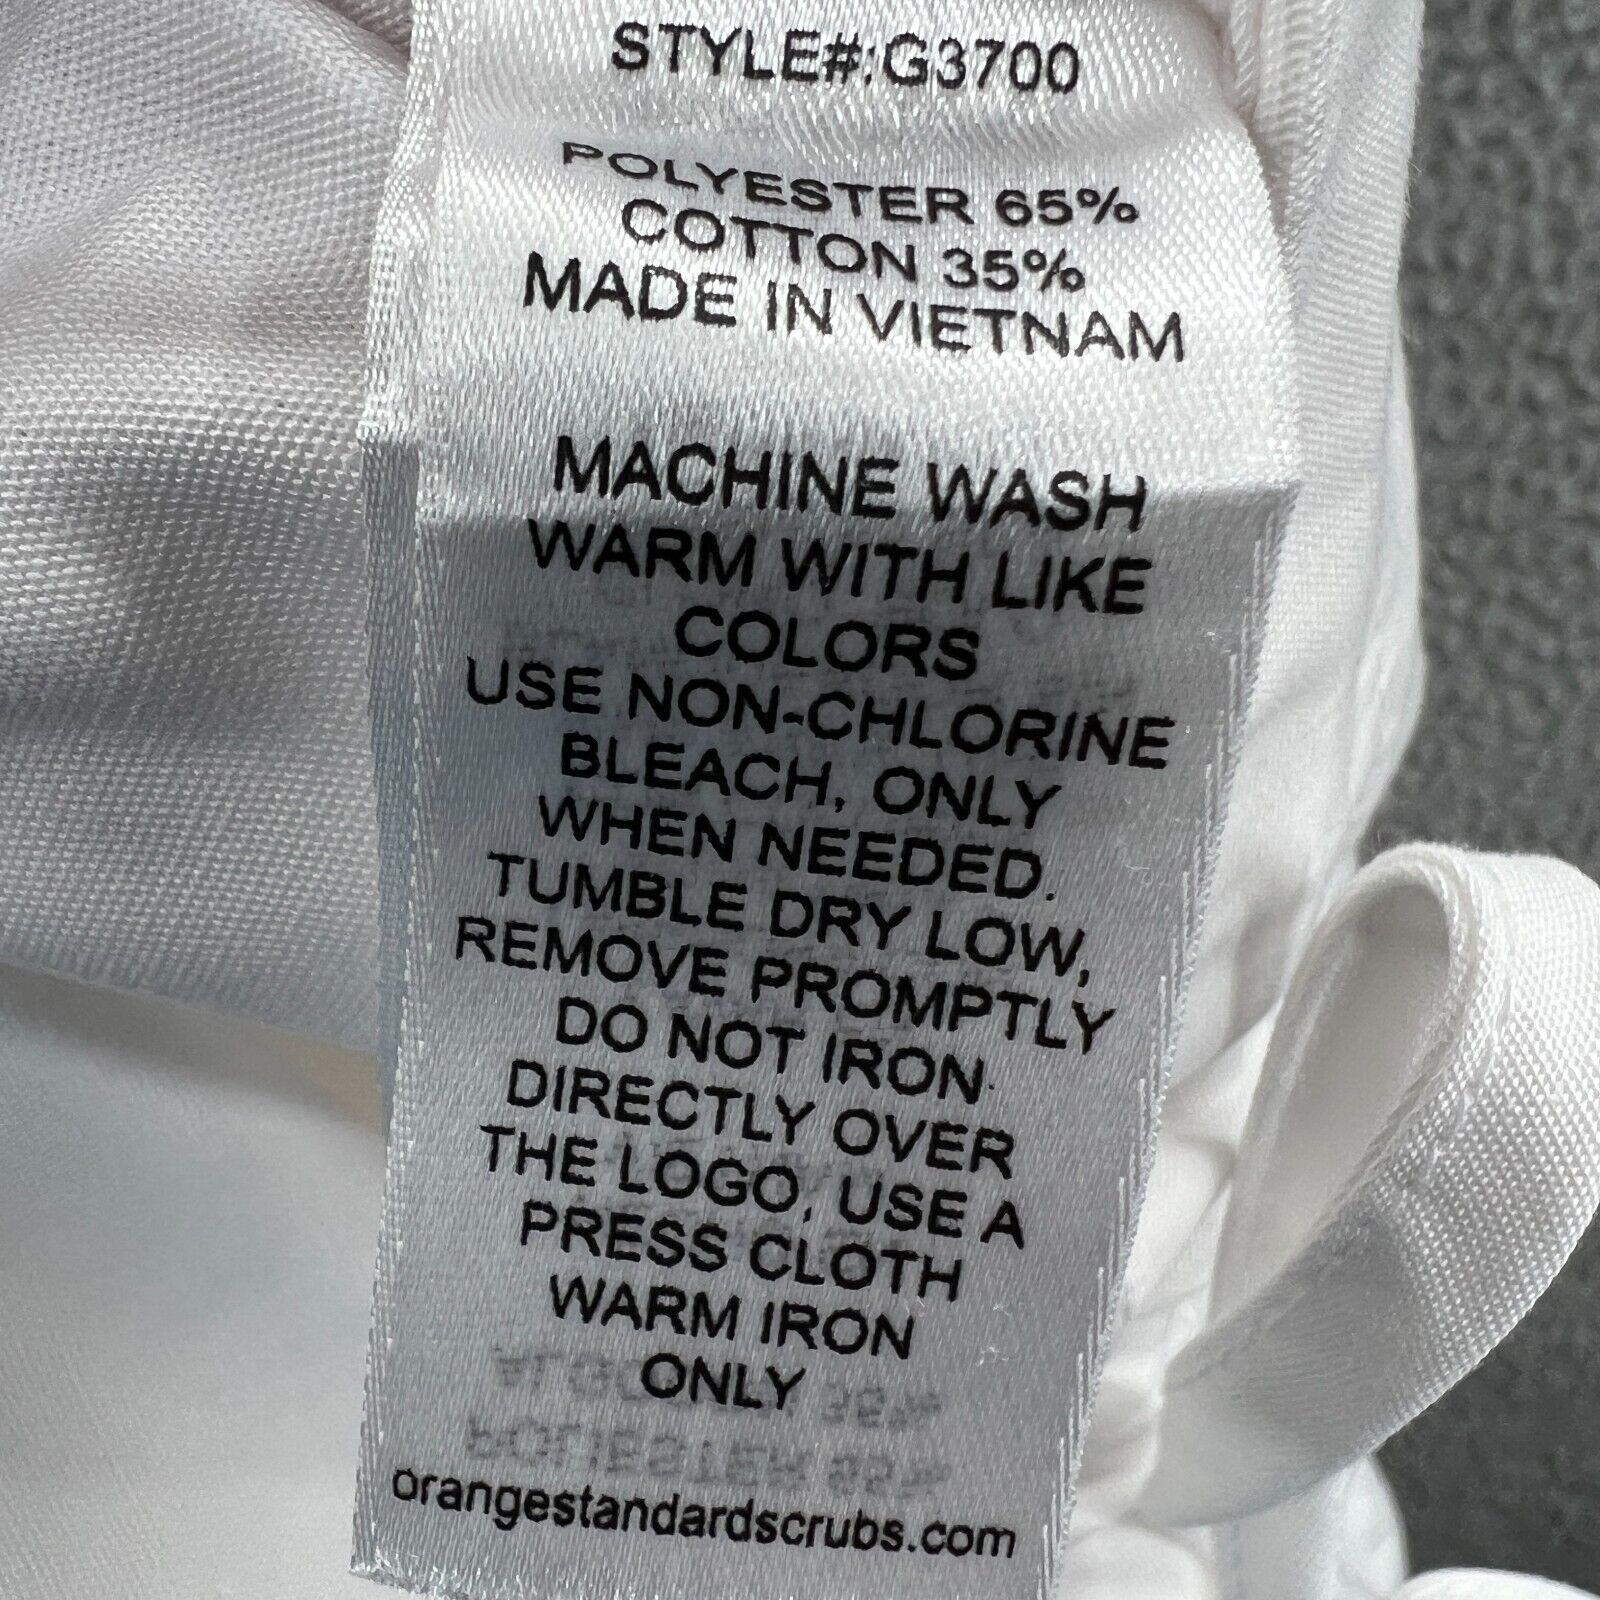 STYLE#:G3700
POLYESTER 65%
COTTON 35%
MADE IN VIETNAM
MACHINE WASH
WARM WITH LIKE
COLORS
USE NON-CHLORINE
BLEACH, ONLY
WHEN NEEDED.
TUMBLE DRY LOW,
REMOVE PROMPTLY
DO NOT IRON
DIRECTLY OVER
THE LOGO, USE A
PRESS CLOTH
WARM IRON
ONLY
orangestandardscrubs.com